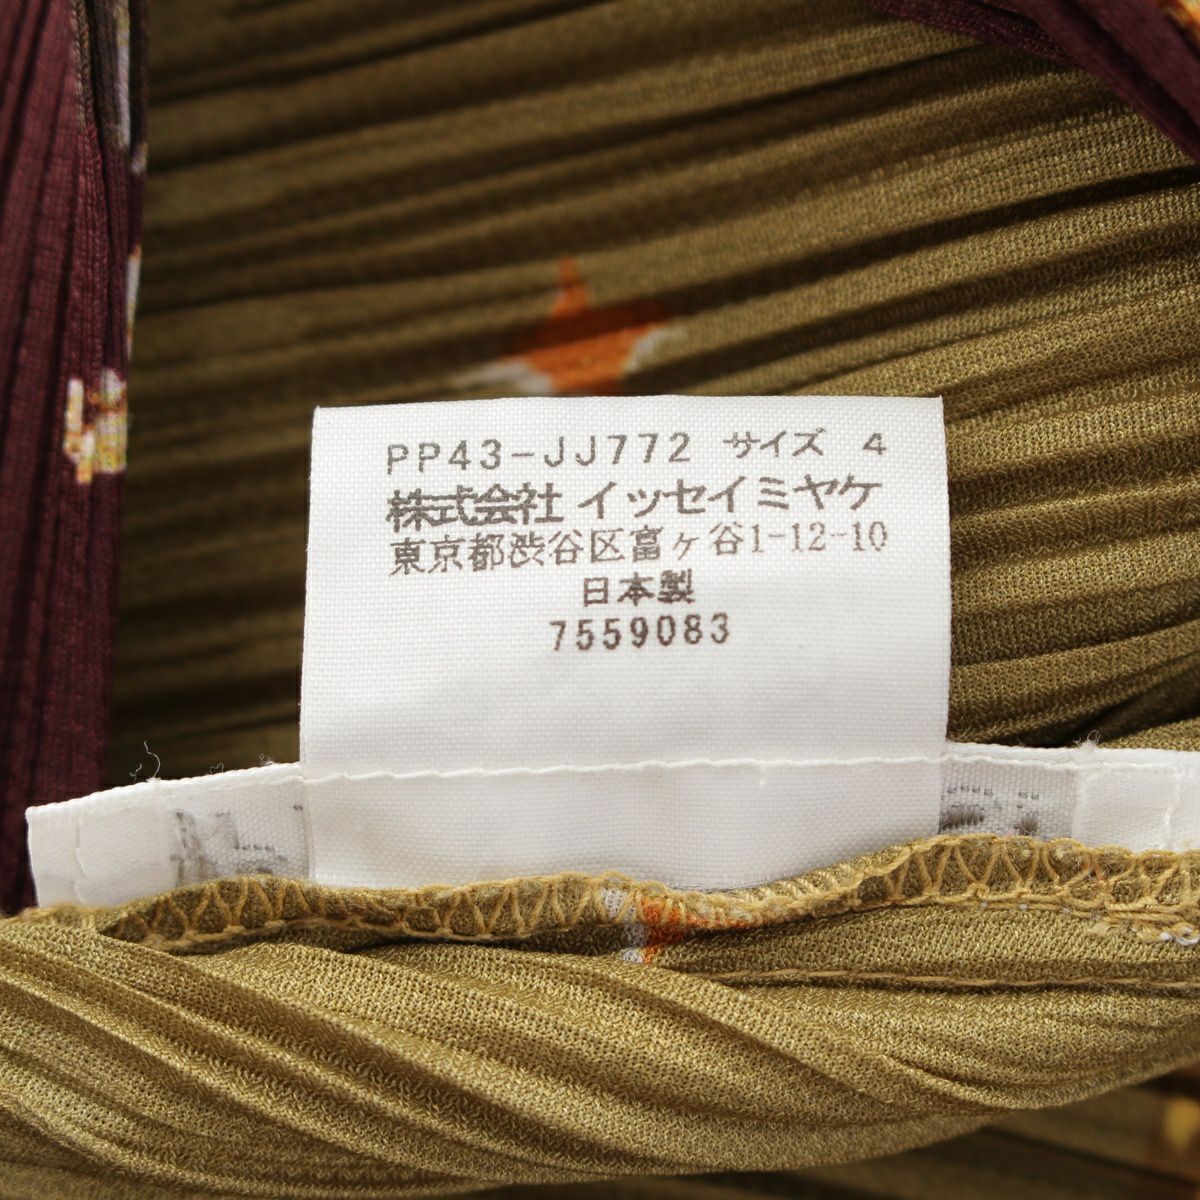 PP43-JJ772 サイズ 4
株式会社 イッセイミヤケ
東京都渋谷区富ヶ谷1-12-10
日本製
7559083